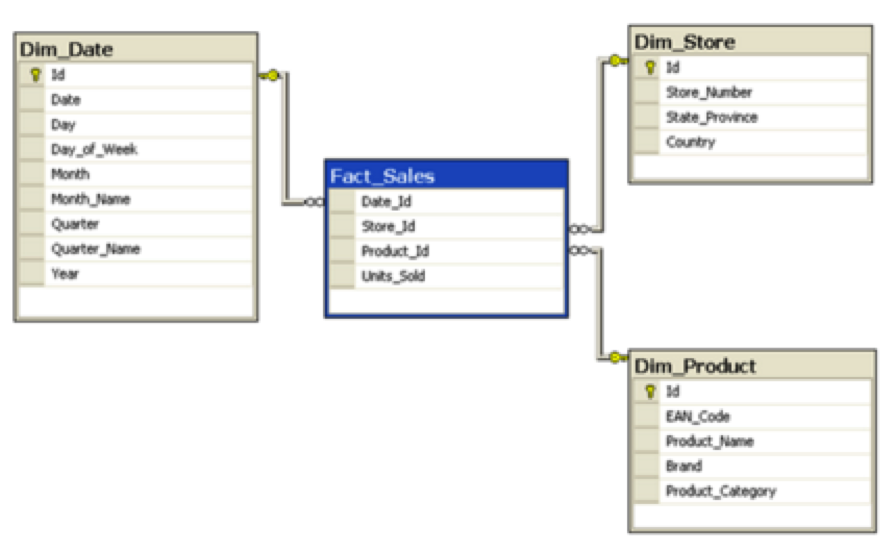 Dim_Date
Id
Date
Day
Day_of_Week
Month
Month_Name
Quarter
Quarter_Name
Year
Fact_Sales
Date_Id
Store_Id
Product_Id
Units_Sold
Dim_Store
Id
Store_Number
State_Province
Country
Dim_Product
Id
EAN_Code
Product_Name
Brand
Product_Category